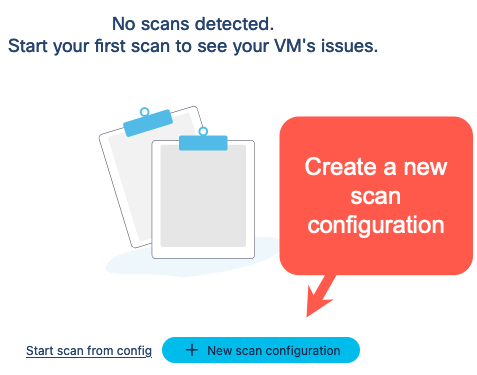 No scans detected.
Start your first scan to see your VM's issues.
Create a new
scan
configuration
Start scan from config
+ New scan configuration